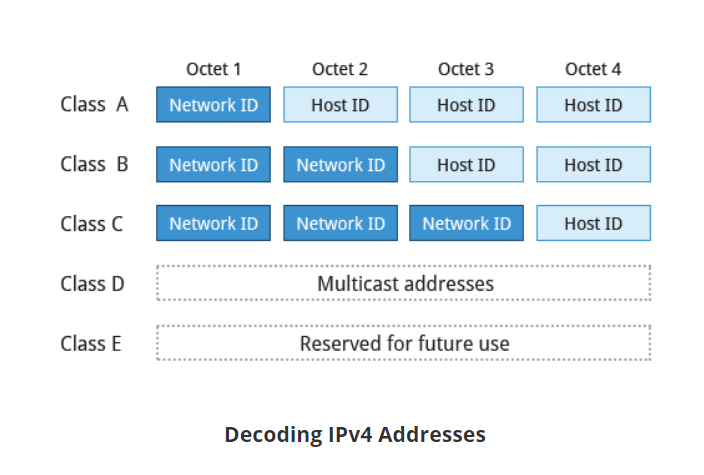 Octet 1 Octet 2 Octet 3 Octet 4
Class A Network ID Host ID Host ID Host ID
Class B Network ID Network ID Host ID Host ID
Class C Network ID Network ID Network ID Host ID
Class D Multicast addresses
Class E Reserved for future use
Decoding IPv4 Addresses